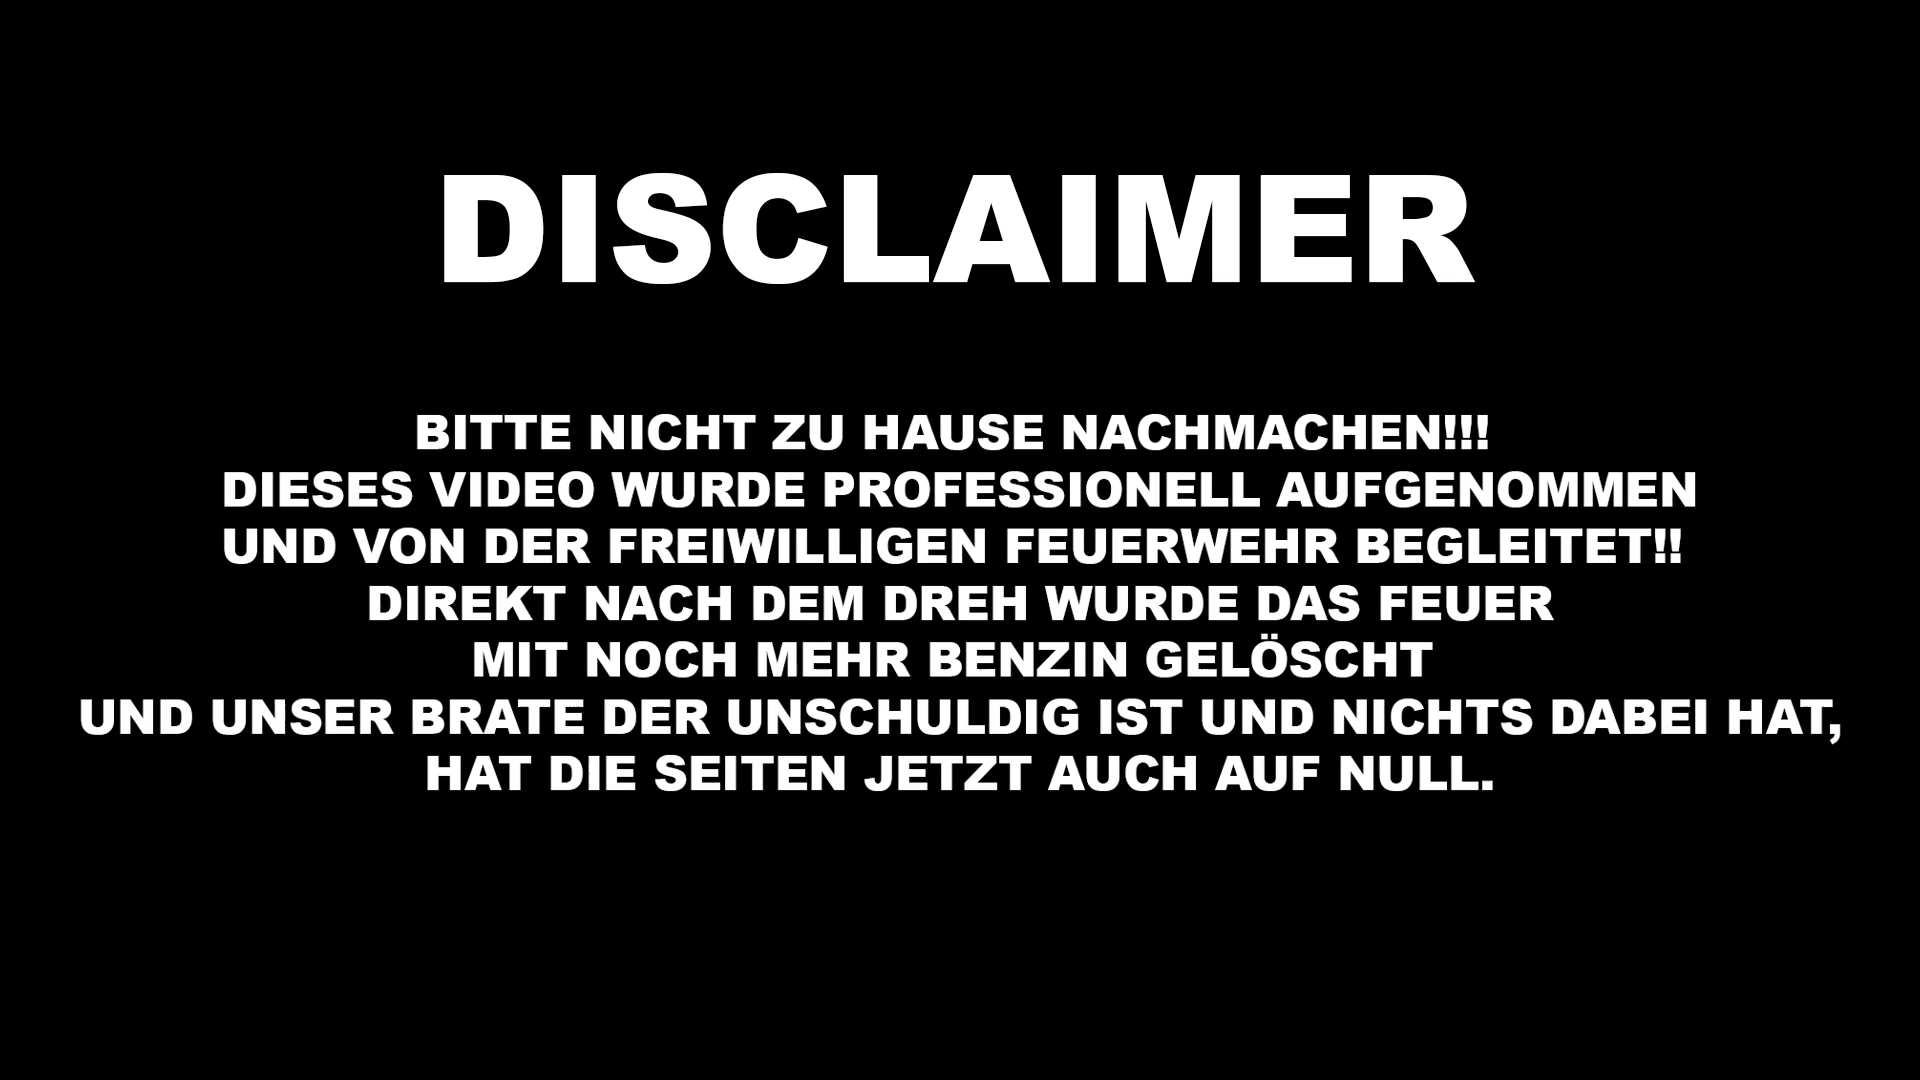 DISCLAIMER
BITTE NICHT ZU HAUSE NACHMACHEN!!!
DIESES VIDEO WURDE PROFESSIONELL AUFGENOMMEN
UND VON DER FREIWILLIGEN FEUERWEHR BEGLEITET!!
DIREKT NACH DEM DREH WURDE DAS FEUER
MIT NOCH MEHR BENZIN GELÖSCHT
UND UNSER BRATE DER UNSCHULDIG IST UND NICHTS DABEI HAT,
HAT DIE SEITEN JETZT AUCH AUF NULL.